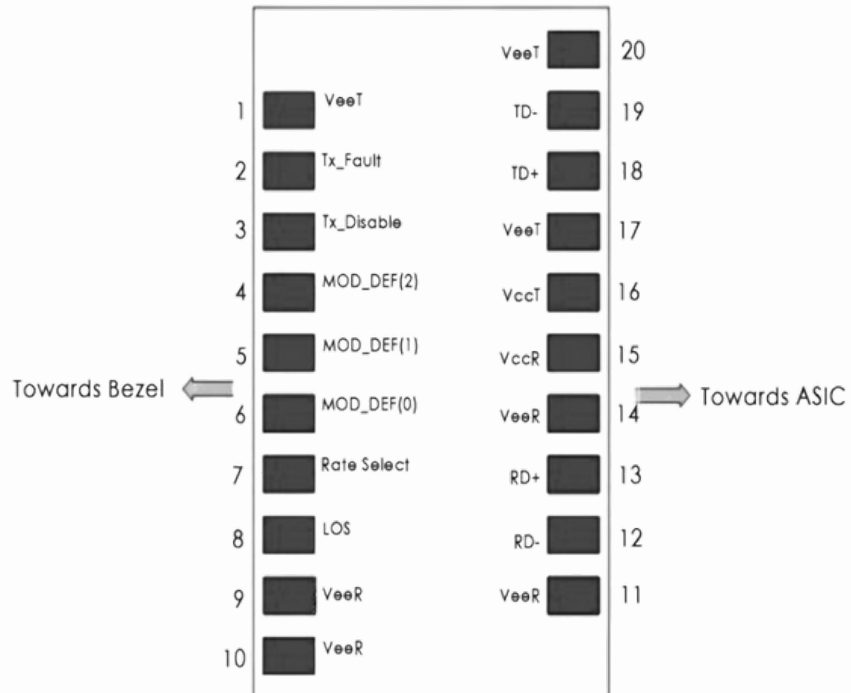 VeeT 20
1 VeeT
TD- 19
2 Tx_Fault
TD+ 18
3 Tx_Disable
VeeT 17
4 MOD_DEF(2)
VccT 16
5 MOD_DEF(1)
VccR 15
Towards Bezel
6 MOD_DEF(0)
VeeR 14
Towards ASIC
7 Rate Select
RD+ 13
8 LOS
RD- 12
9 VeeR
VeeR 11
10 VeeR